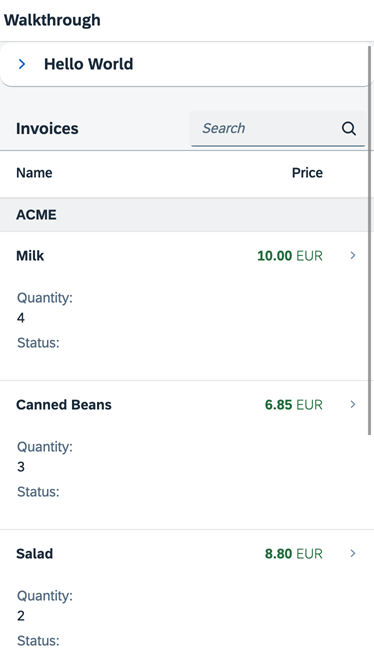 Walkthrough
Hello World
Invoices
Search
Name Price
ACME
Milk 10.00 EUR
Quantity:
4
Status:
Canned Beans 6.85 EUR
Quantity:
3
Status:
Salad 8.80 EUR
Quantity:
2
Status: